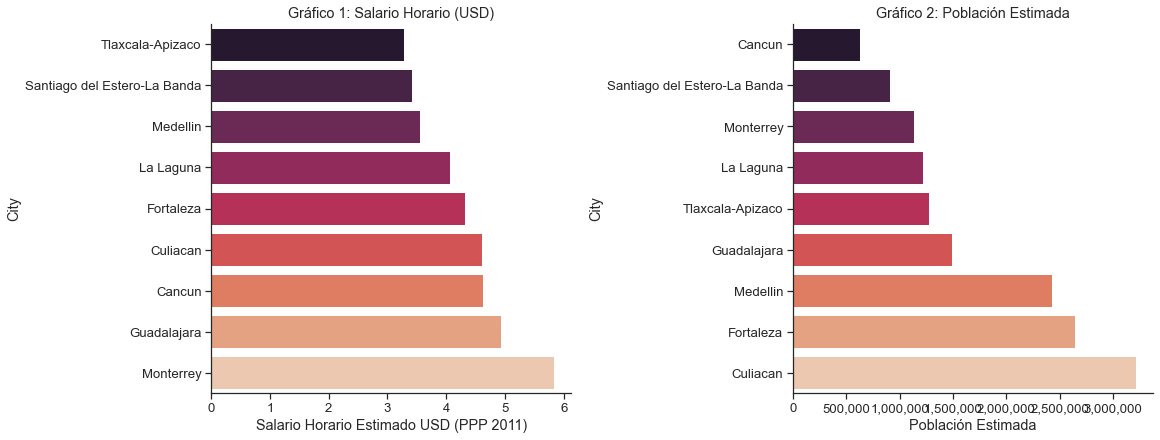 Gráfico 1: Salario Horario (USD)
City
Tlaxcala-Apizaco
Santiago del Estero-La Banda
Medellin
La Laguna
Fortaleza
Culiacan
Cancun
Guadalajara
Monterrey
0 1 2 3 4 5 6
Salario Horario Estimado USD (PPP 2011)
Gráfico 2: Población Estimada
City
Cancun
Santiago del Estero-La Banda
Monterrey
La Laguna
Tlaxcala-Apizaco
Guadalajara
Medellin
Fortaleza
Culiacan
0 500,000 1,000,000 1,500,000 2,000,000 2,500,000 3,000,000
Población Estimada